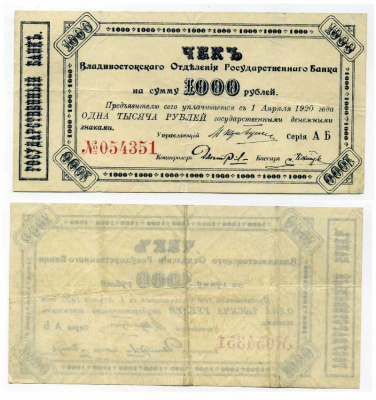 1000
1000
ЧЕКЪ
Владивостокскаго Отдѣленія Государственнаго Банка
на сумму 1000 рублей.
Предъявителю сего уплачивается съ 1 Апрѣля 1920 года
ОДНА ТЫСЯЧА РУБЛЕЙ государственными денежными
знаками.
Управляющій
Серія А Б
№054351
Контролеръ
Кассиръ
ГОСУДАРСТВЕННЫЙ БАНКЪ.
1000
1000